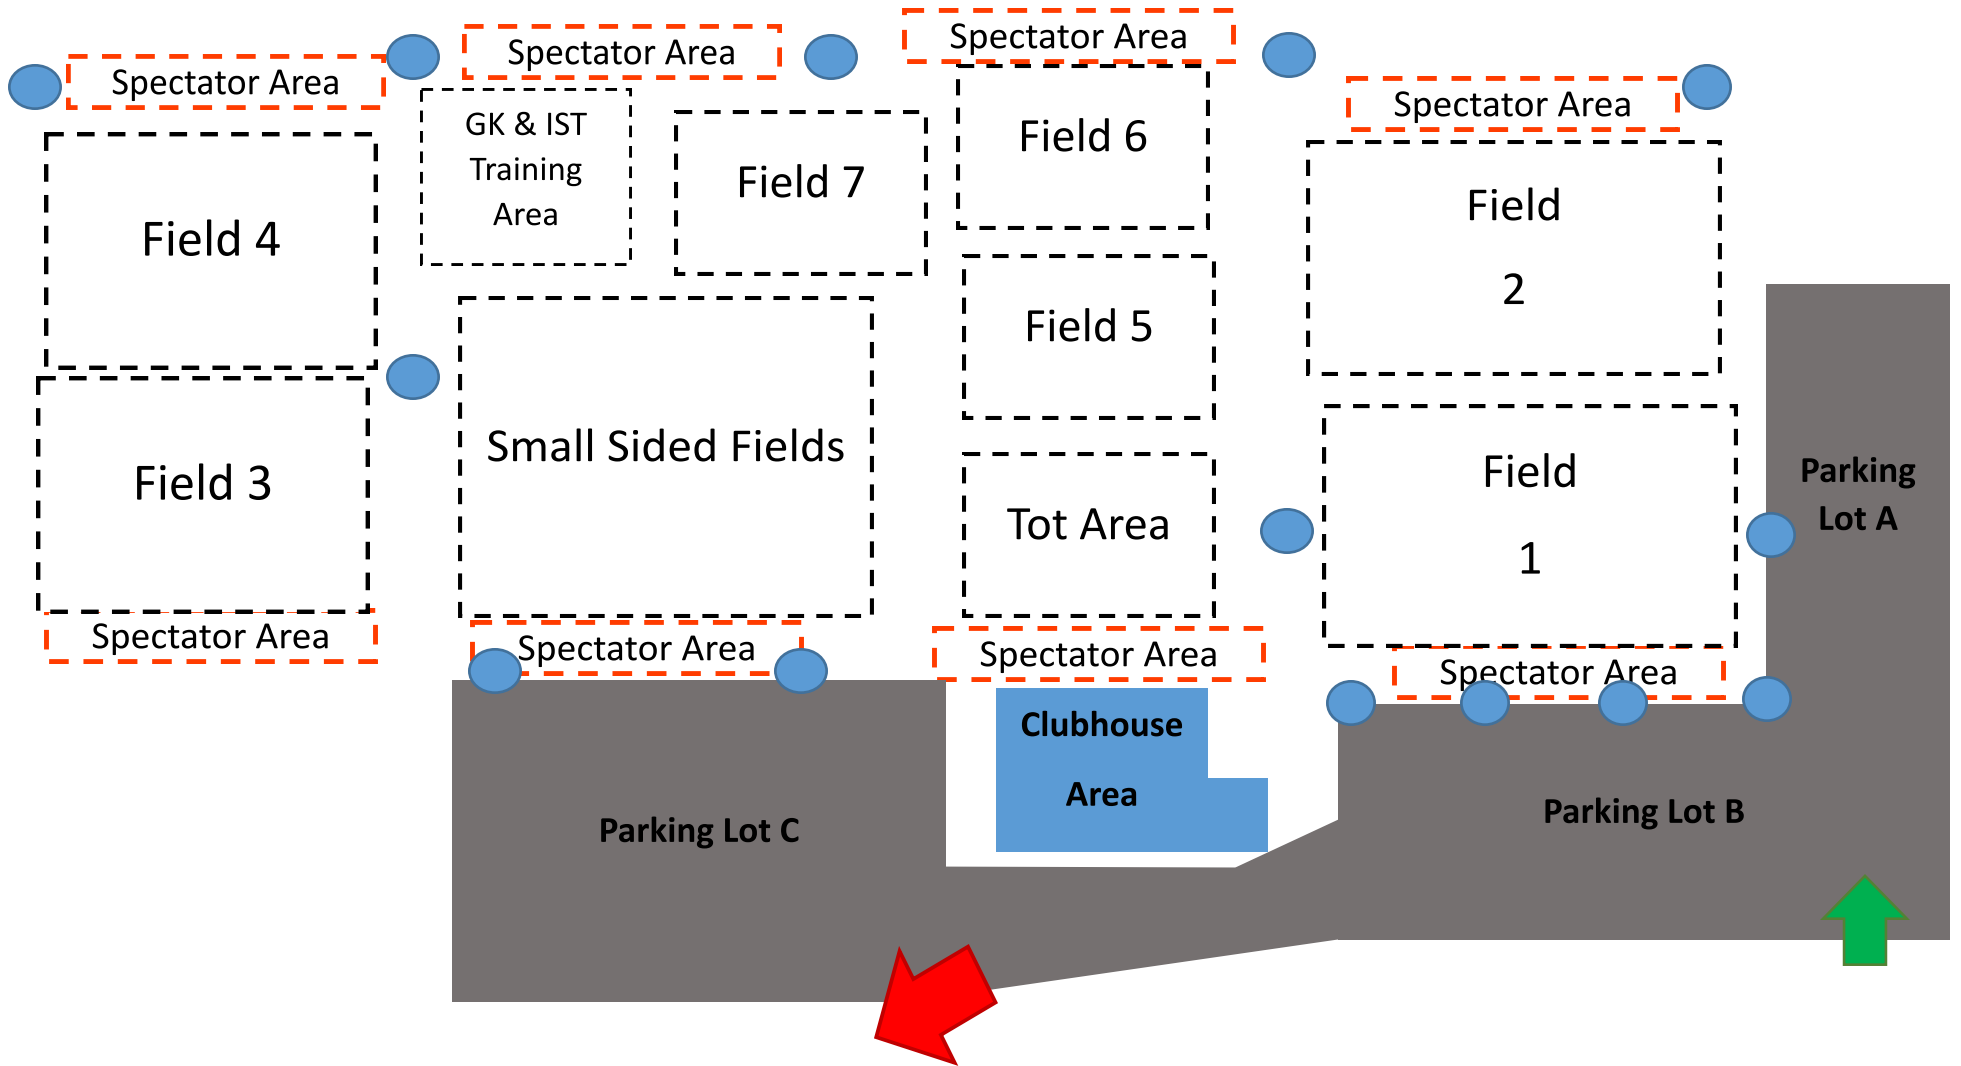 Spectator Area
Spectator Area
Spectator Area
Spectator Area
GK & IST
Training
Area
Field 7
Field 6
Field
2
Field 4
Field 5
Small Sided Fields
Field 3
Tot Area
Field
1
Parking
Lot A
Spectator Area
Spectator Area
Spectator Area
Spectator Area
Clubhouse
Area
Parking Lot C
Parking Lot B